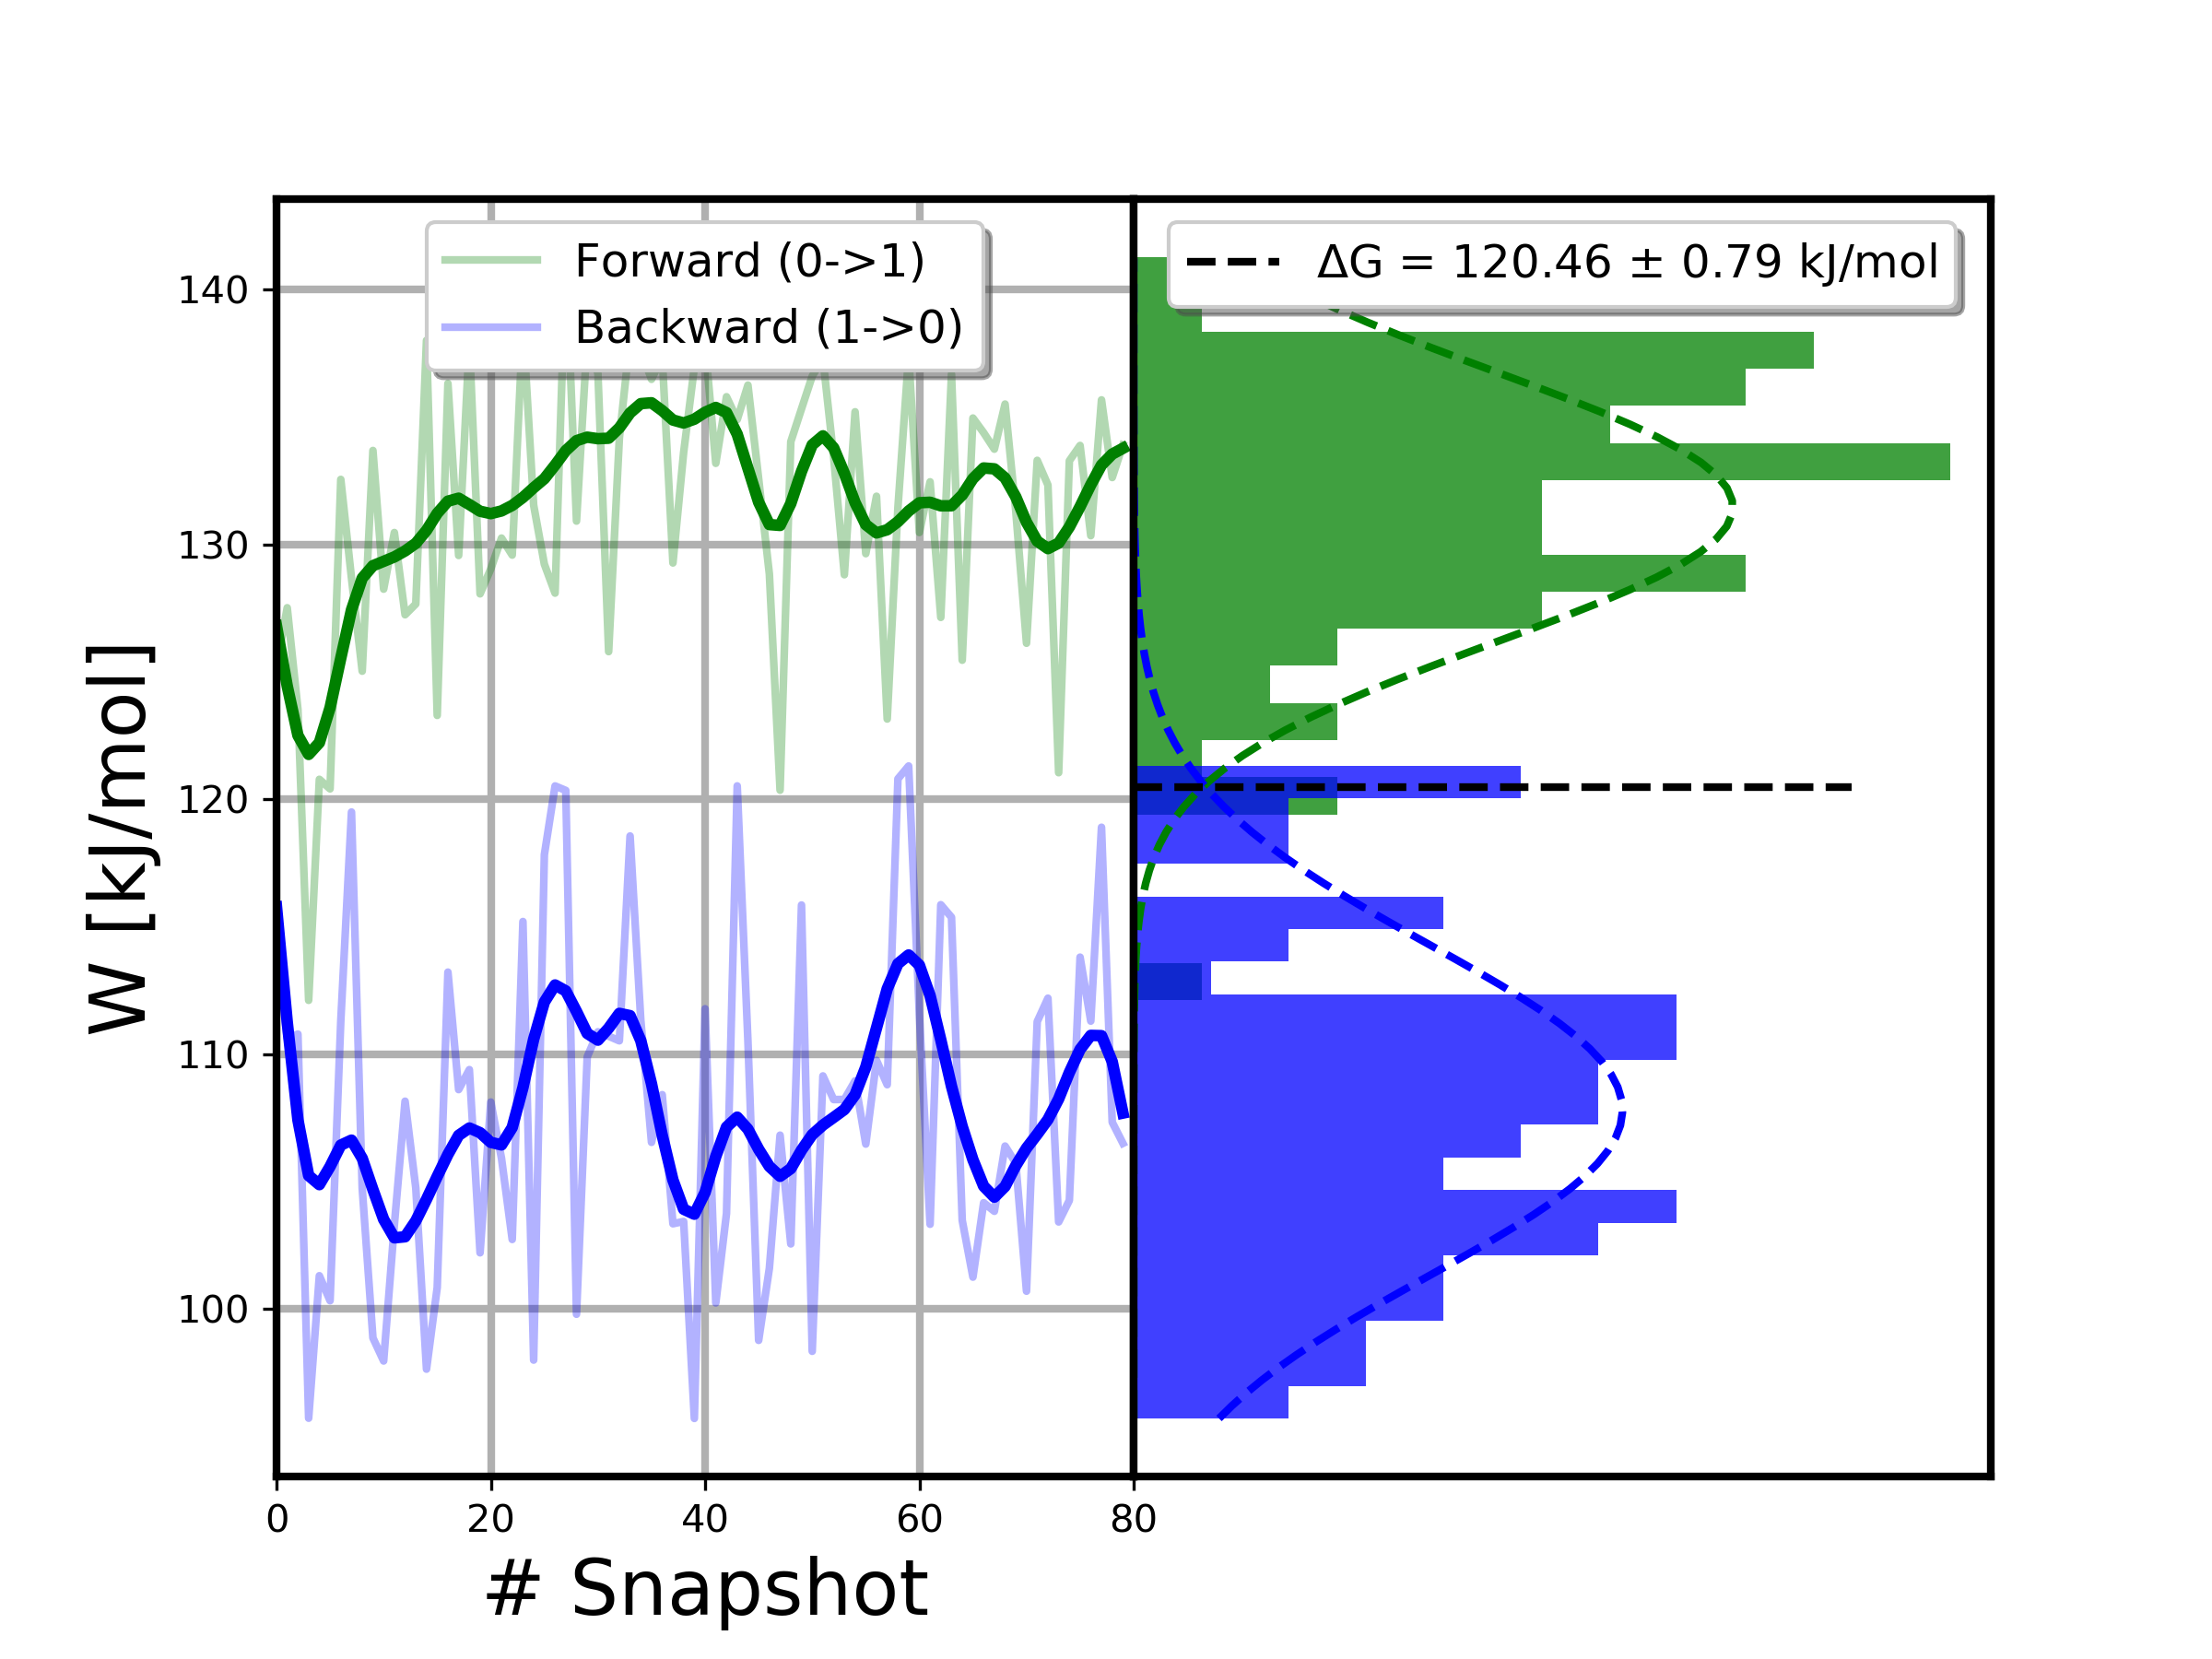 Forward (0->1)
Backward (1->0)
ΔG = 120.46 ± 0.79 kJ/mol
140
130
120
110
100
W [kJ/mol]
0
20
40
60
80
# Snapshot